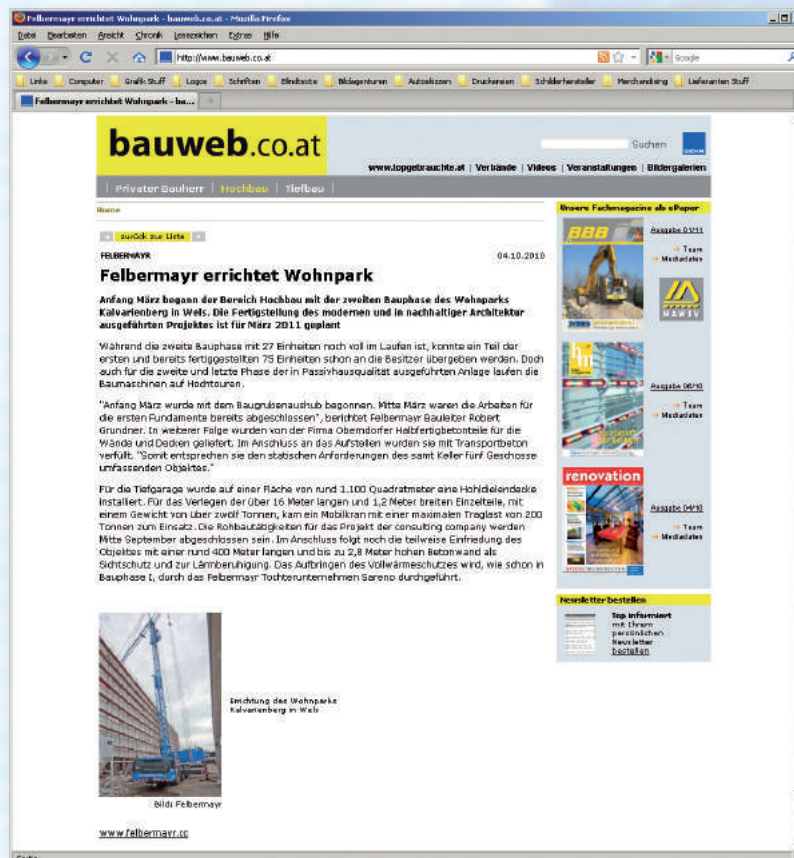 Felbermayr errichtet Wohnpark - bauweb.co.at - Mozilla Firefox
Datei Bearbeiten Ansicht Chronik Lesezeichen Extras Hilfe
http://www.bauweb.co.at
Google
Links Computer Grafik Stuff Logos Schriften Blindtexte Bildagenturen Autoskizzen Druckereien Schilderhersteller Merchandising Lieferanten Stuff
Felbermayr errichtet Wohnpark - ba...
bauweb.co.at
Suchen
www.topgebrauchte.at | Verbände | Videos | Veranstaltungen | Bildergalerien
| Privater Bauherr | Hochbau | Tiefbau |
Home
zurück zur Liste
FELBERMAYR 04.10.2010
Felbermayr errichtet Wohnpark
Anfang März begann der Bereich Hochbau mit der zweiten Bauphase des Wohnparks
Kalvarienberg in Wels. Die Fertigstellung des modernen und in nachhaltiger Architektur
ausgeführten Projektes ist für März 2011 geplant
Während die zweite Bauphase mit 27 Einheiten noch voll im Laufen ist, konnte ein Teil der
ersten und bereits fertiggestellten 75 Einheiten schon an die Besitzer übergeben werden. Doch
auch für die zweite und letzte Phase der in Passivhausqualität ausgeführten Anlage laufen die
Baumaschinen auf Hochtouren.
"Anfang März wurde mit dem Baugrubenaushub begonnen. Mitte März waren die Arbeiten für
die ersten Fundamente bereits abgeschlossen", berichtet Felbermayr Bauleiter Robert
Grundner. In weiterer Folge wurden von der Firma Oberndorfer Halbfertigbetonteile für die
Wände und Decken geliefert. Im Anschluss an das Aufstellen wurden sie mit Transportbeton
verfüllt. "Somit entsprechen sie den statischen Anforderungen des samt Keller fünf Geschosse
umfassenden Objektes."
Für die Tiefgarage wurde auf einer Fläche von rund 1.100 Quadratmeter eine Hohldielendecke
installiert. Für das Verlegen der über 16 Meter langen und 1,2 Meter breiten Einzelteile, mit
einem Gewicht von über zwölf Tonnen, kam ein Mobilkran mit einer maximalen Traglast von 200
Tonnen zum Einsatz. Die Rohbautätigkeiten für das Projekt der consulting company werden
Mitte September abgeschlossen sein. Im Anschluss folgt noch die teilweise Einfriedung des
Objektes mit einer rund 400 Meter langen und bis zu 2,8 Meter hohen Betonwand als
Sichtschutz und zur Lärmberuhigung. Das Aufbringen des Vollwärmeschutzes wird, wie schon in
Bauphase I, durch das Felbermayr Tochterunternehmen Sareno durchgeführt.
Errichtung des Wohnparks
Kalvarienberg in Wels
Bild: Felbermayr
www.felbermayr.cc
Unsere Fachmagazine als ePaper
BBB
Ausgabe 01/11
Team
Mediadaten
MAWEV
Ausgabe 06/10
Team
Mediadaten
renovation
Ausgabe 04/10
Team
Mediadaten
Newsletter bestellen
Top informiert
mit Ihrem
persönlichen
Newsletter
bestellen
Fertig